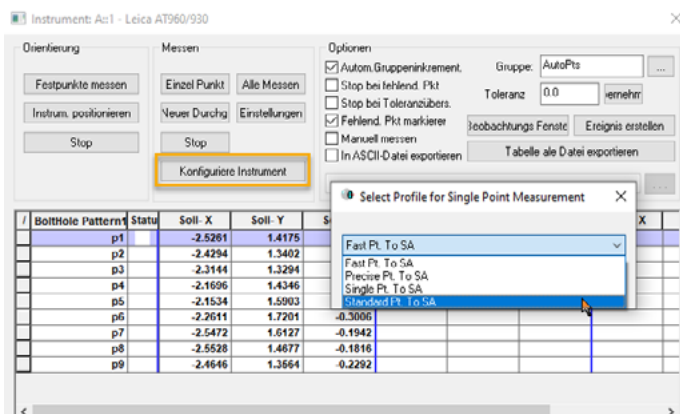 Instrument: A::1 - Leica AT960/930
Orientierung
Messen
Optionen
Festpunkte messen
Einzel Punkt
Alle Messen
Instrum. positionieren
Neuer Durchg
Einstellungen
Stop
Stop
Konfiguriere Instrument
Autom.Gruppeninkrement.
Stop bei fehlend. Pkt
Stop bei Toleranzübers.
Fehlend. Pkt markierer
Manuell messen
In ASCII-Datei exportieren
Gruppe:
AutoPts
...
Toleranz
0.0
Ereignis erstellen
Tabelle ale Datei exportieren
...
Select Profile for Single Point Measurement
Fast Pt. To SA
Fast Pt. To SA
Precise Pt. To SA
Single Pt. To SA
Standard Pt. To SA
/ BoltHole Pattern1 Statu Soll- X Soll- Y X
p1 -2.5261 1.4175
p2 -2.4294 1.3402
p3 -2.3144 1.3294
p4 -2.1696 1.4346
p5 -2.1534 1.5903
p6 -2.2611 1.7201 -0.3006
p7 -2.5472 1.6127 -0.1942
p8 -2.5528 1.4677 -0.1816
p9 -2.4646 1.3564 -0.2292